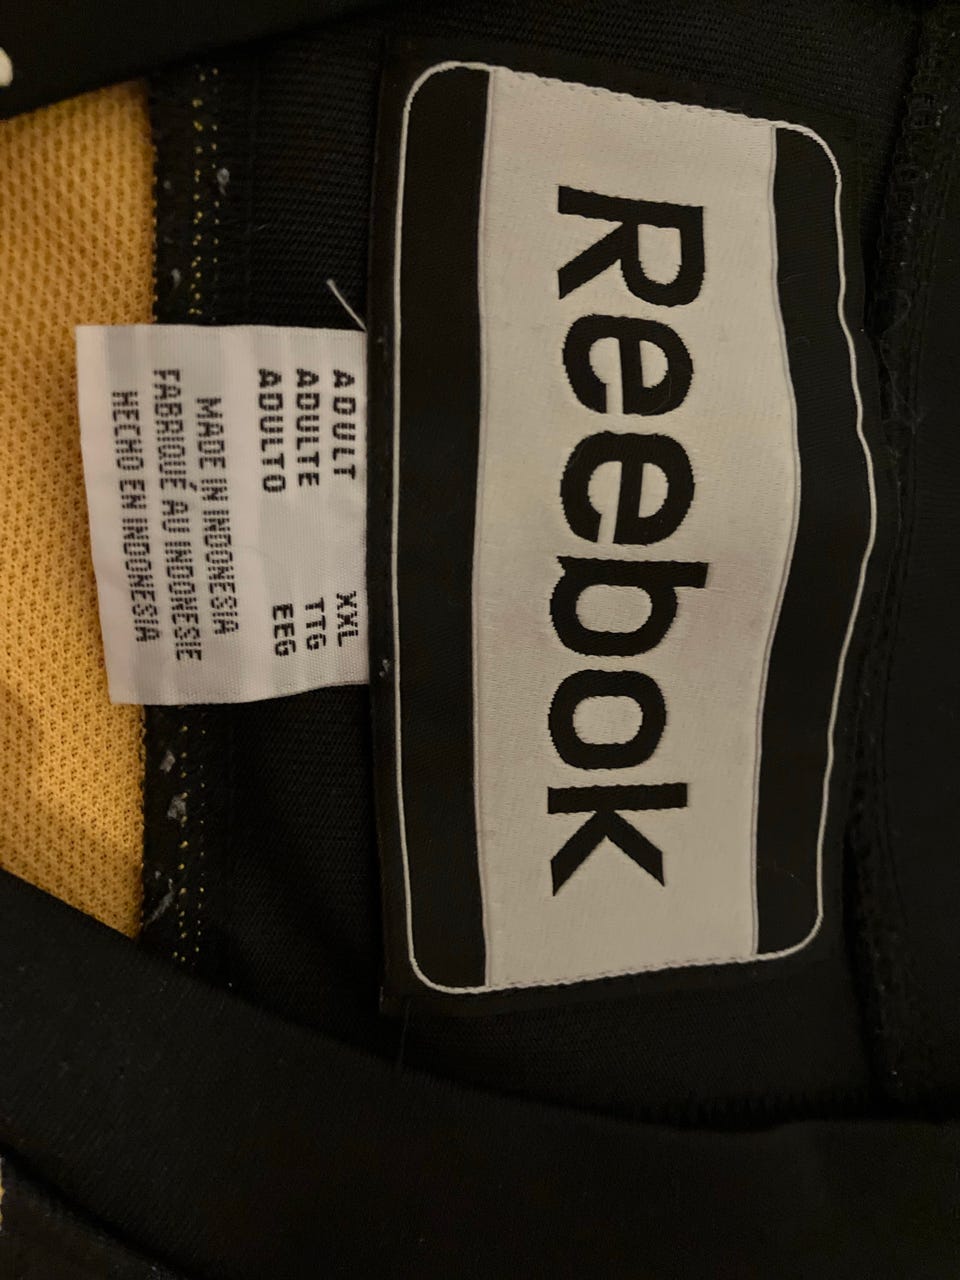 Reebok
ADULT XXL
ADULTE TTG
ADULTO EEG
MADE IN INDONESIA
FABRIQUÉ AU INDONESIE
HECHO EN INDONESIA